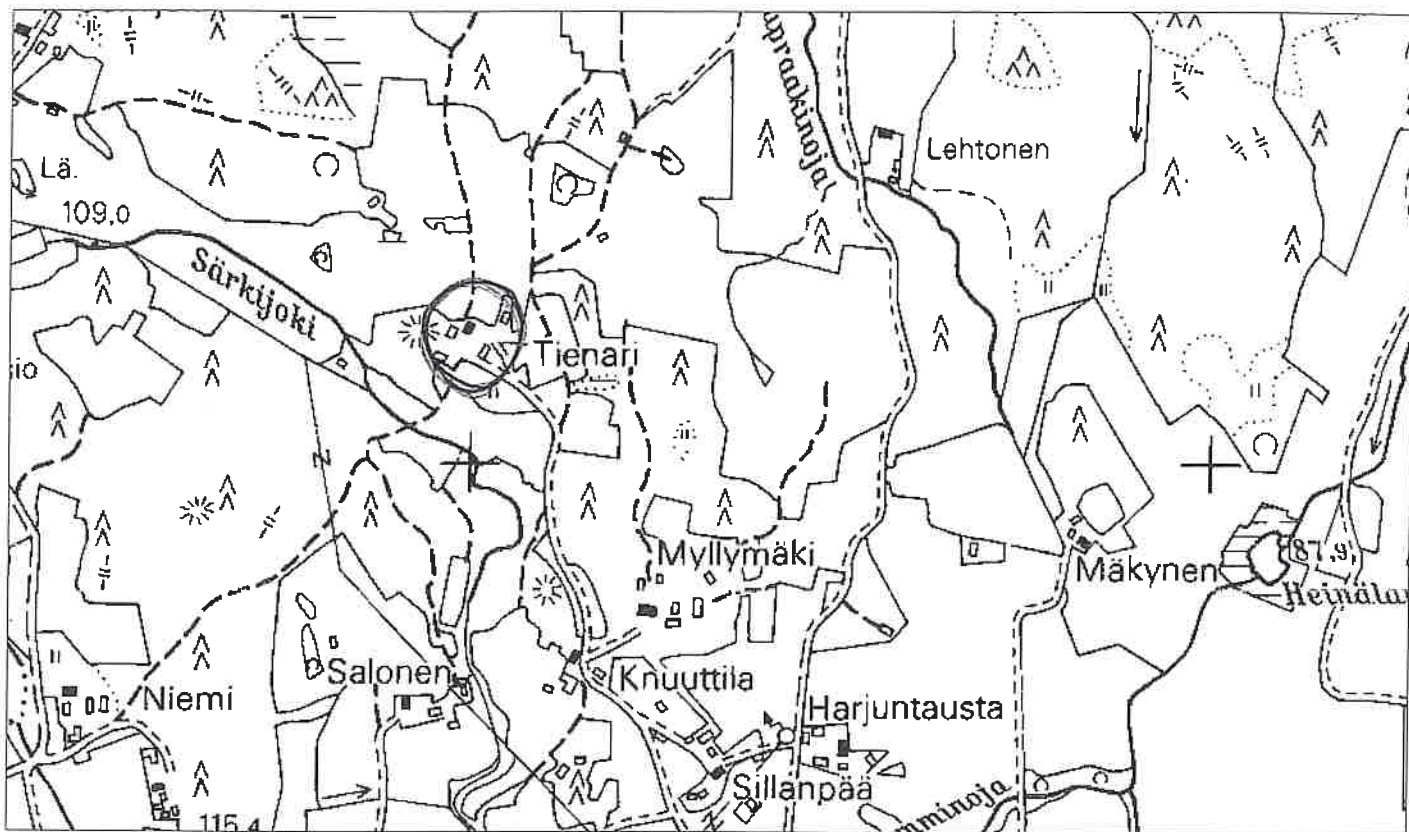 Lä.
109,0
Särkijoki
Lehtonen
Tienari
Myllymäki
Mäkynen
87,9
Niemi
Salonen
Knuuttila
Harjuntausta
Sillanpää